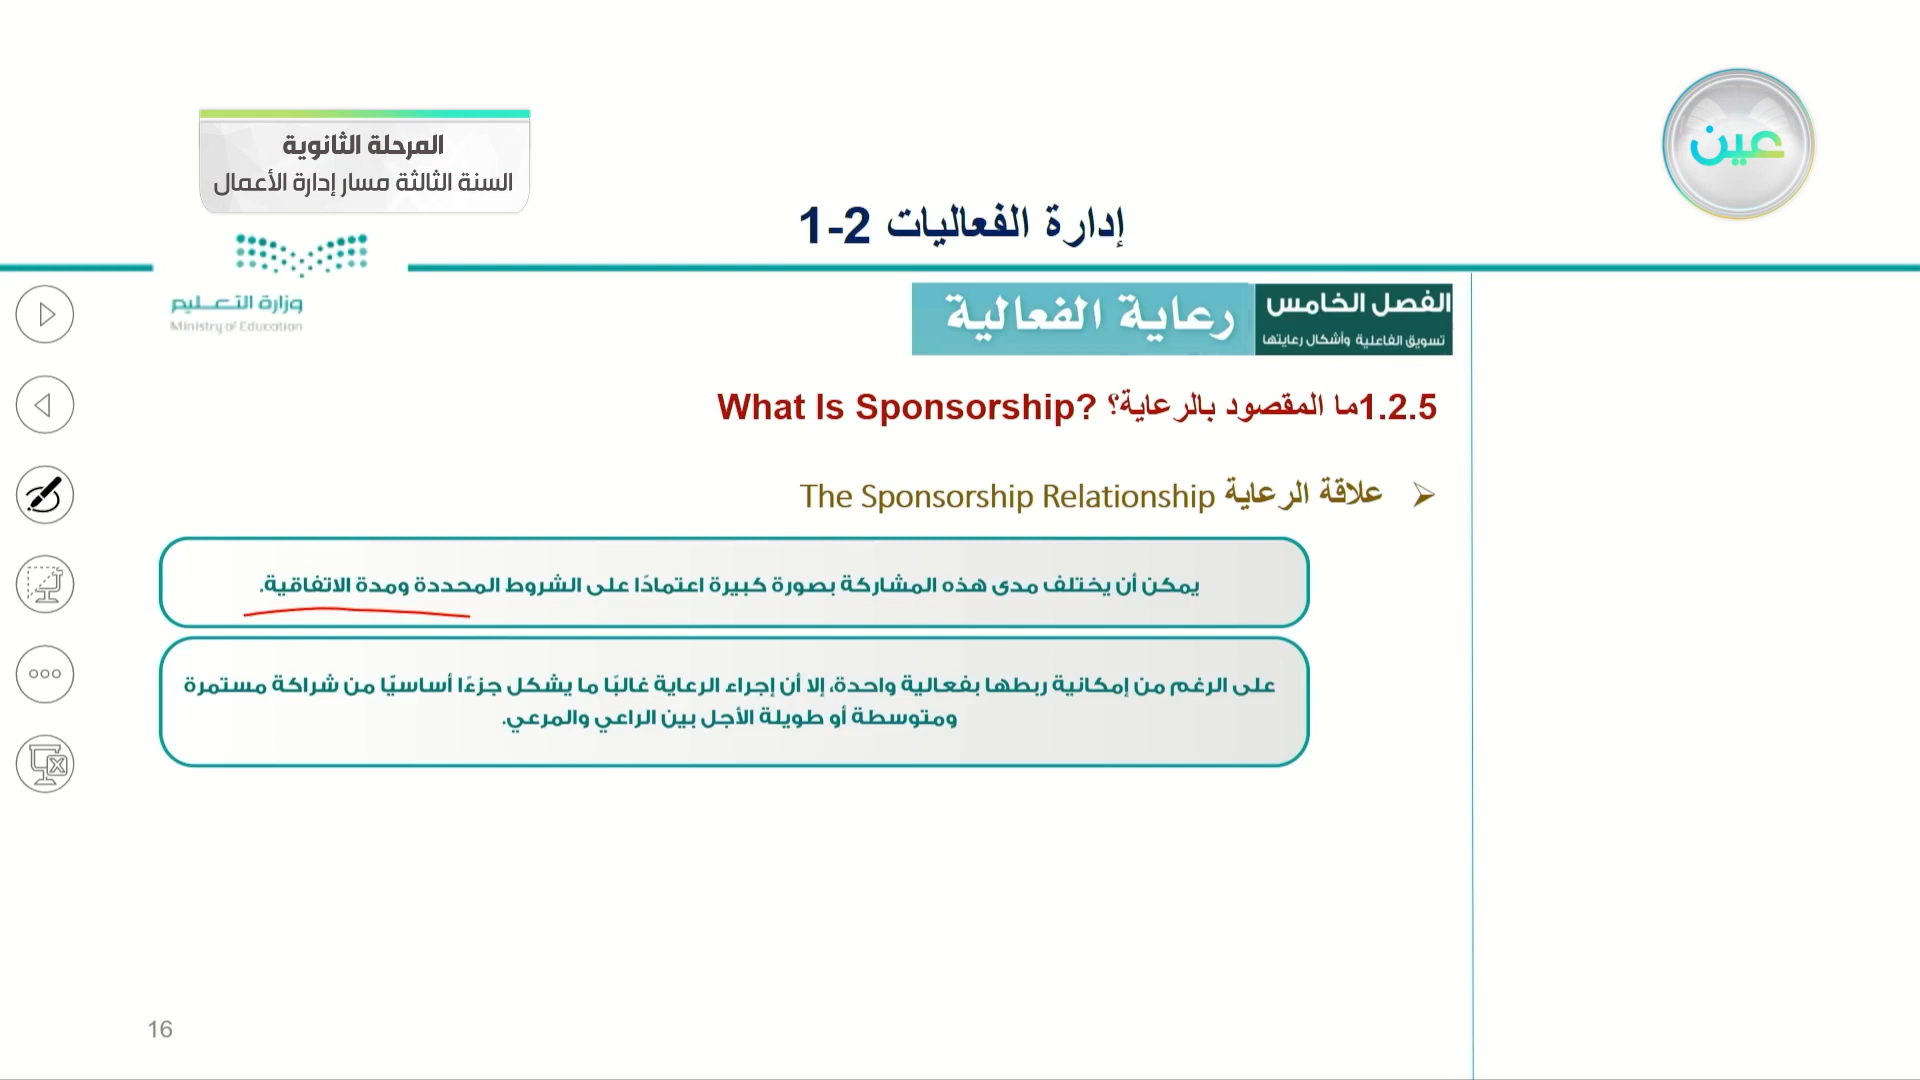 المرحلة الثانوية
السنة الثالثة مسار إدارة الأعمال
عين
إدارة الفعاليات 2-1
وزارة التعليم
Ministry of Education
الفصل الخامس
تسويق الفاعلية وأشكال رعايتها
رعاية الفعالية
1.2.5ما المقصود بالرعاية؟ What Is Sponsorship?
علاقة الرعاية The Sponsorship Relationship
يمكن أن يختلف مدى هذه المشاركة بصورة كبيرة اعتمادًا على الشروط المحددة ومدة الاتفاقية.
على الرغم من إمكانية ربطها بفعالية واحدة، إلا أن إجراء الرعاية غالبًا ما يشكل جزءًا أساسيًا من شراكة مستمرة
ومتوسطة أو طويلة الأجل بين الراعي والمرعي.
16